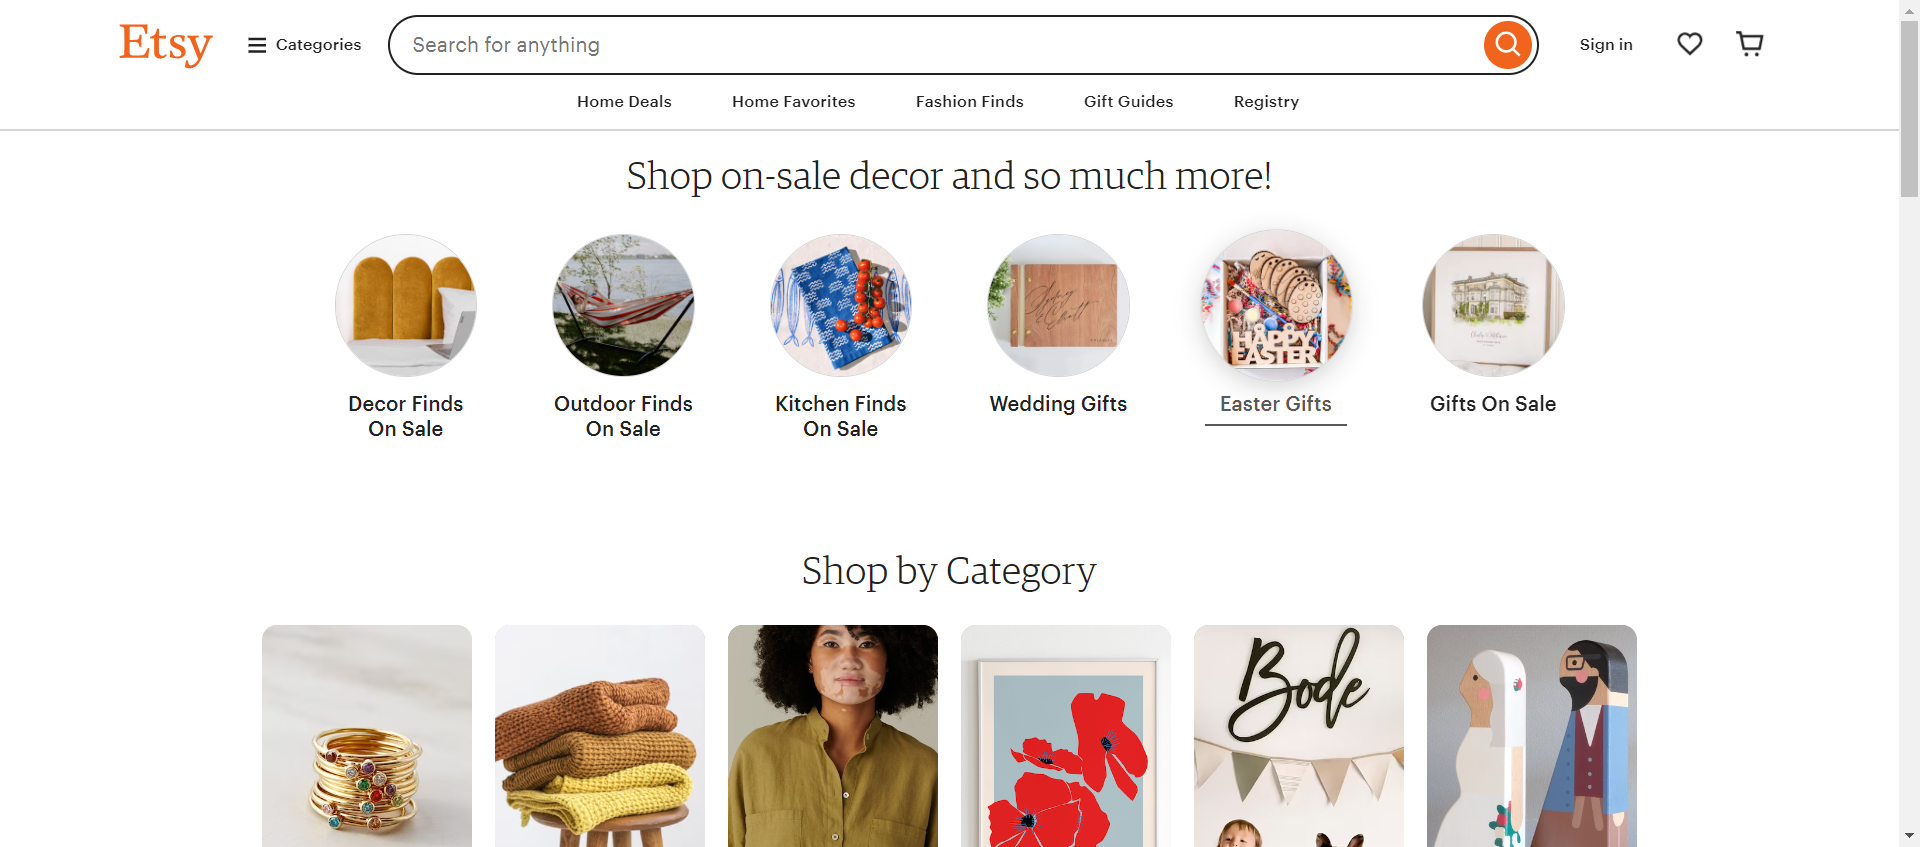 Etsy
Categories
Search for anything
Sign in
Home Deals
Home Favorites
Fashion Finds
Gift Guides
Registry
Shop on-sale decor and so much more!
HAPPY
EASTER
Decor Finds
On Sale
Outdoor Finds
On Sale
Kitchen Finds
On Sale
Wedding Gifts
Easter Gifts
Gifts On Sale
Shop by Category
Bode